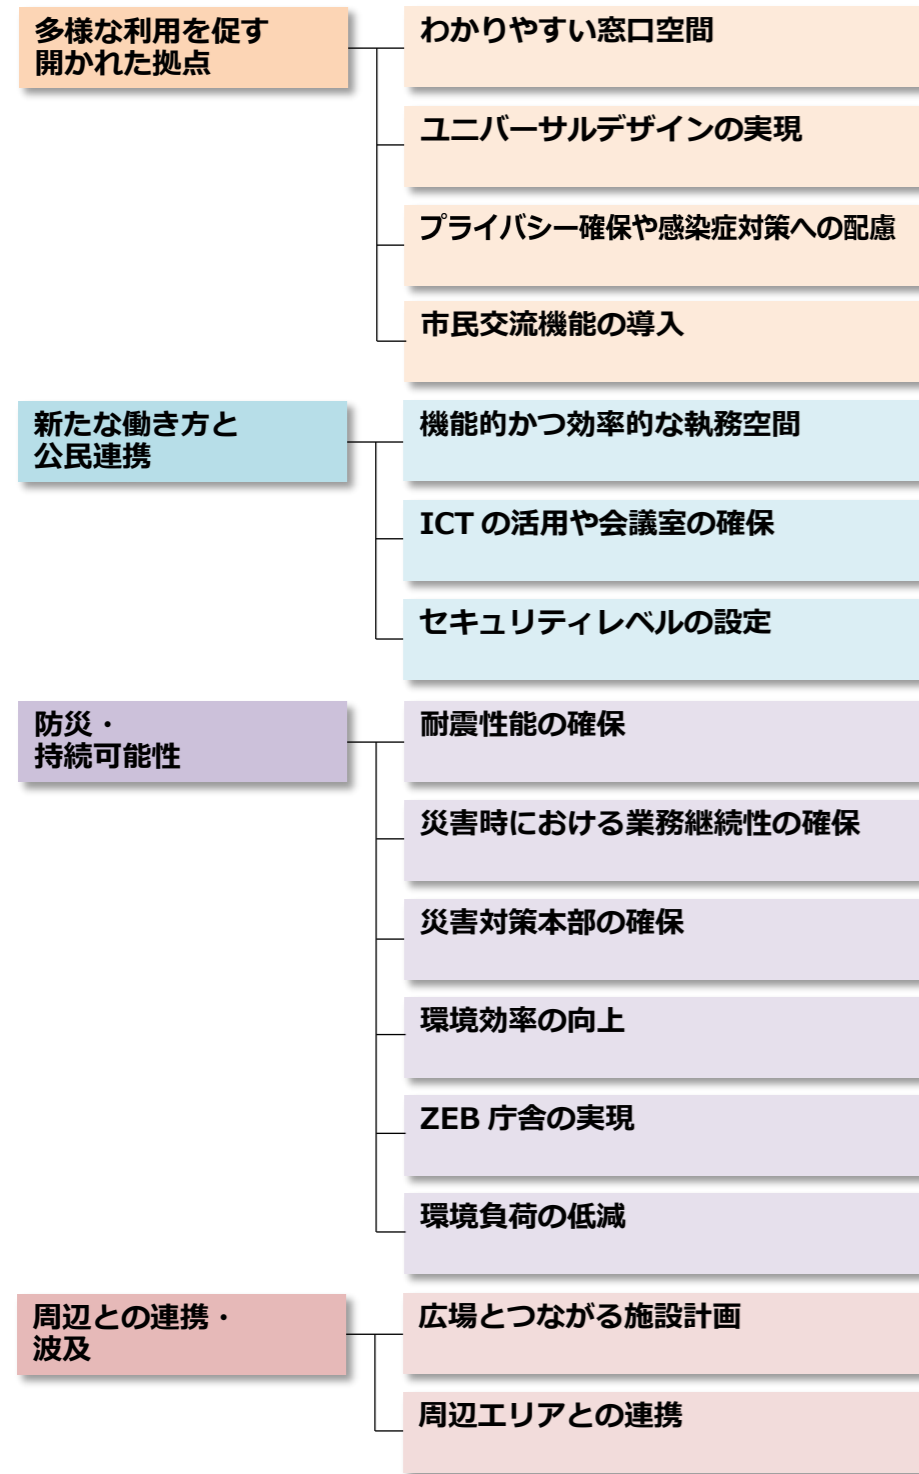 多様な利用を促す
開かれた拠点
わかりやすい窓口空間
ユニバーサルデザインの実現
プライバシー確保や感染症対策への配慮
市民交流機能の導入
新たな働き方と
公民連携
機能的かつ効率的な執務空間
ICT の活用や会議室の確保
セキュリティレベルの設定
防災・
持続可能性
耐震性能の確保
災害時における業務継続性の確保
災害対策本部の確保
環境効率の向上
ZEB 庁舎の実現
環境負荷の低減
周辺との連携・
波及
広場とつながる施設計画
周辺エリアとの連携